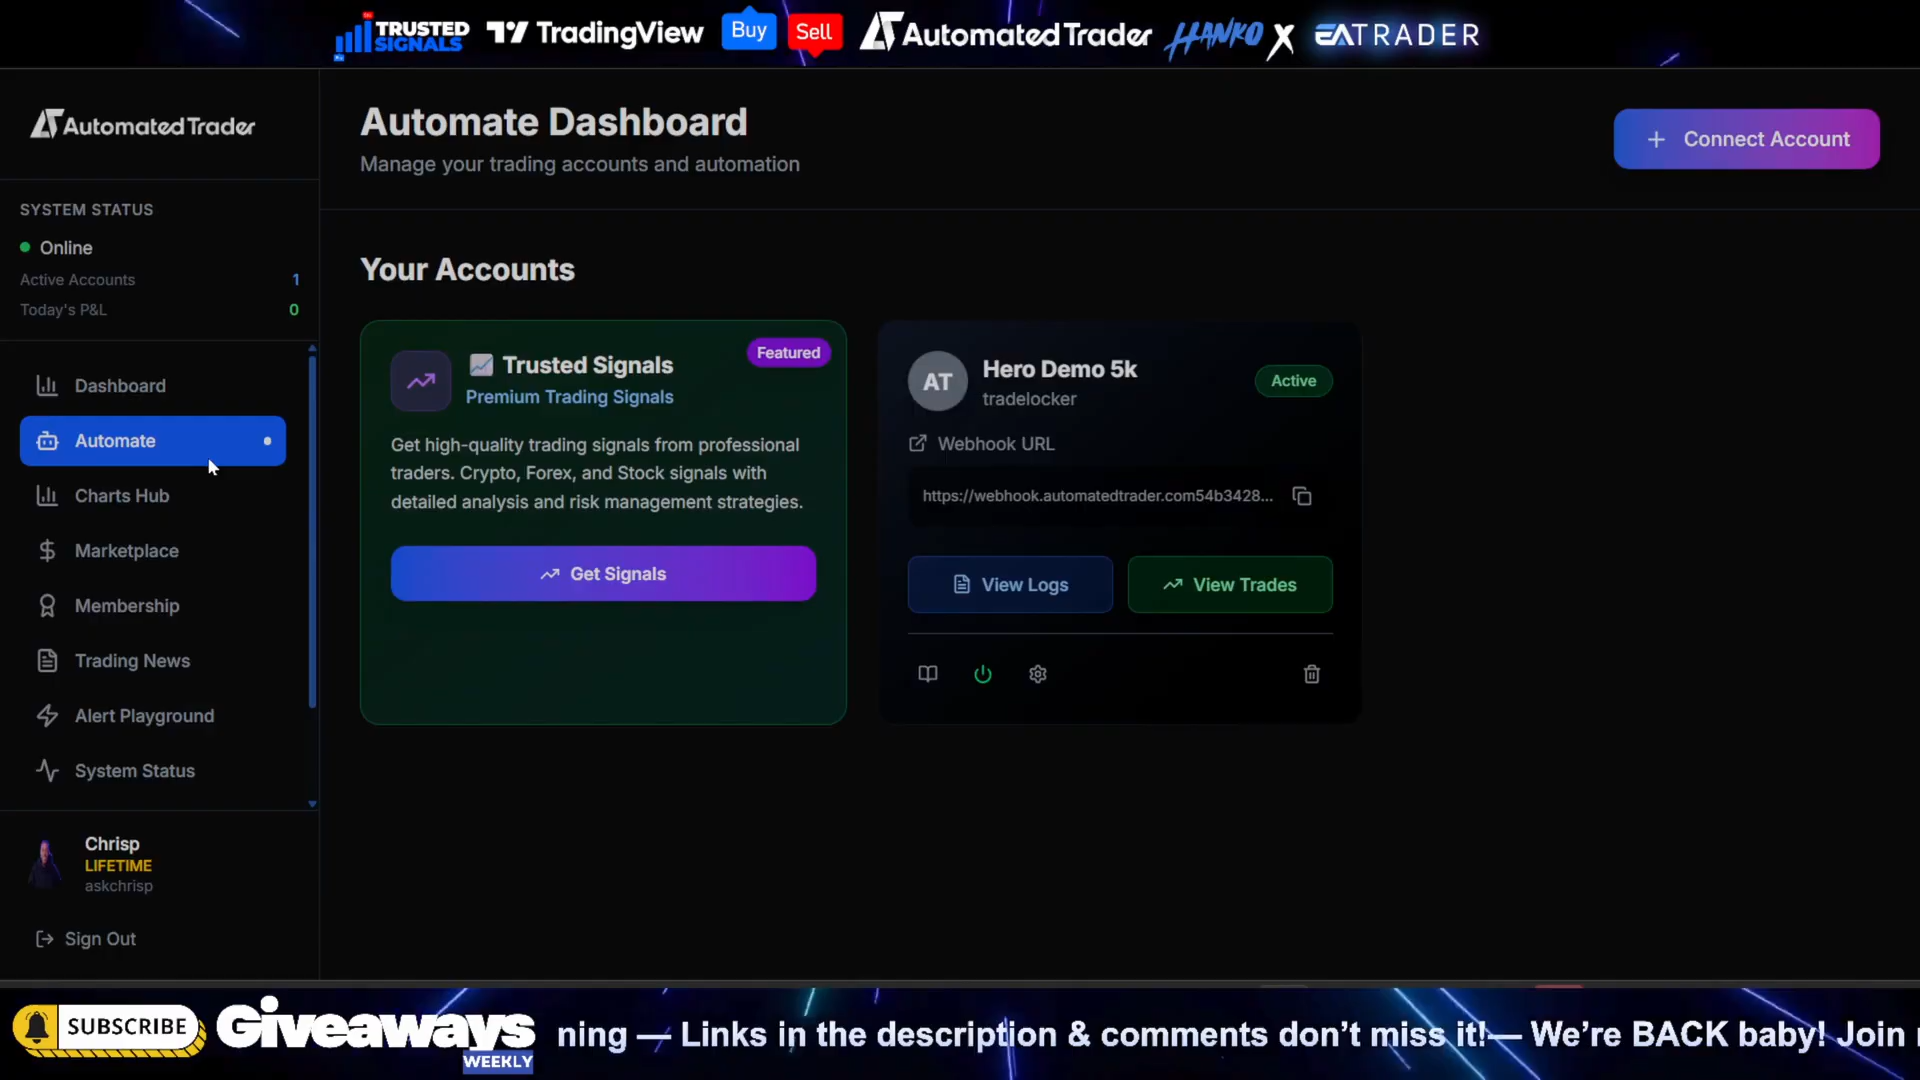 TRUSTED SIGNALS TradingView Buy Sell AutomatedTrader HANKO X EATRADER
AutomatedTrader
SYSTEM STATUS
Online
Active Accounts 1
Today's P&L 0
Dashboard
Automate
Charts Hub
Marketplace
Membership
Trading News
Alert Playground
System Status
Chrisp
LIFETIME
askchrisp
Sign Out
Automate Dashboard
Manage your trading accounts and automation
+ Connect Account
Your Accounts
Trusted Signals
Featured
Premium Trading Signals
Get high-quality trading signals from professional
traders. Crypto, Forex, and Stock signals with
detailed analysis and risk management strategies.
Get Signals
AT
Hero Demo 5k
tradelocker
Active
Webhook URL
https://webhook.automatedtrader.com54b3428...
View Logs
View Trades
SUBSCRIBE
Giveaways
WEEKLY
ning — Links in the description & comments don't miss it!— We're BACK baby! Join